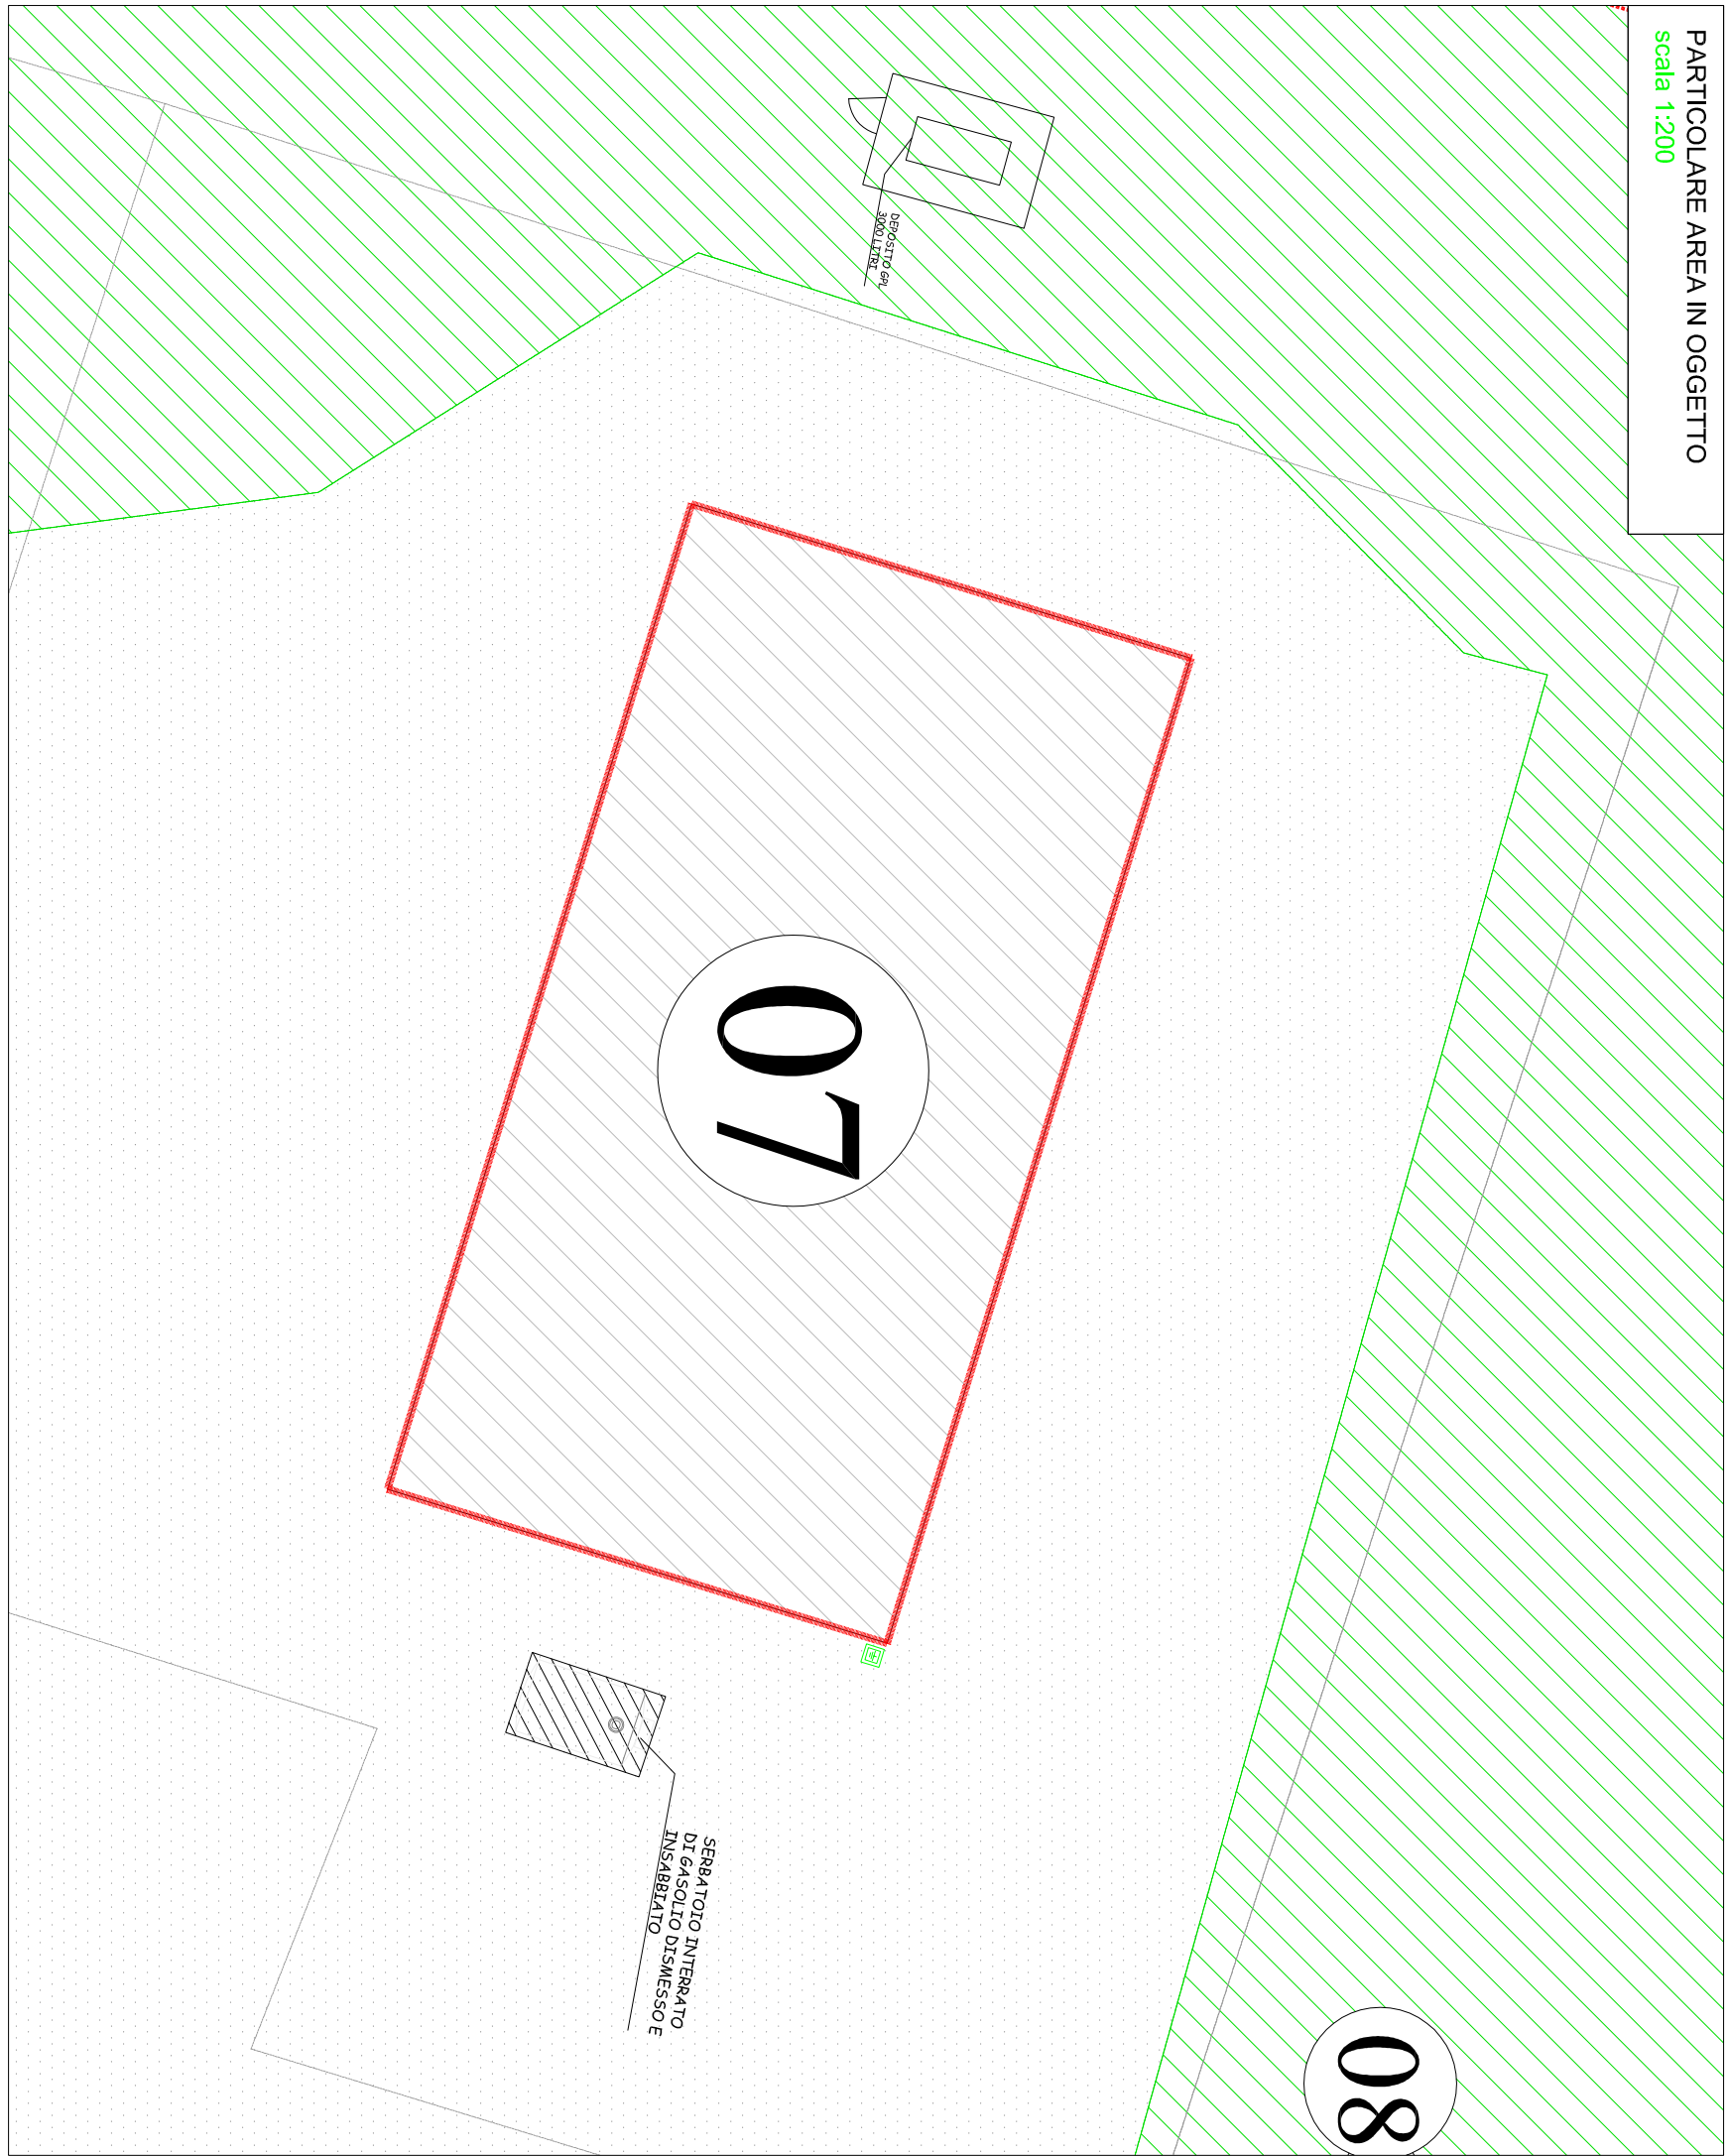 PARTICOLARE AREA IN OGGETTO
scala 1:200
DEPOSITO GPL
3000 LITRI
07
SERBATOIO INTERRATO
DI GASOLIO DISMESSO E
INSABBIATO
08